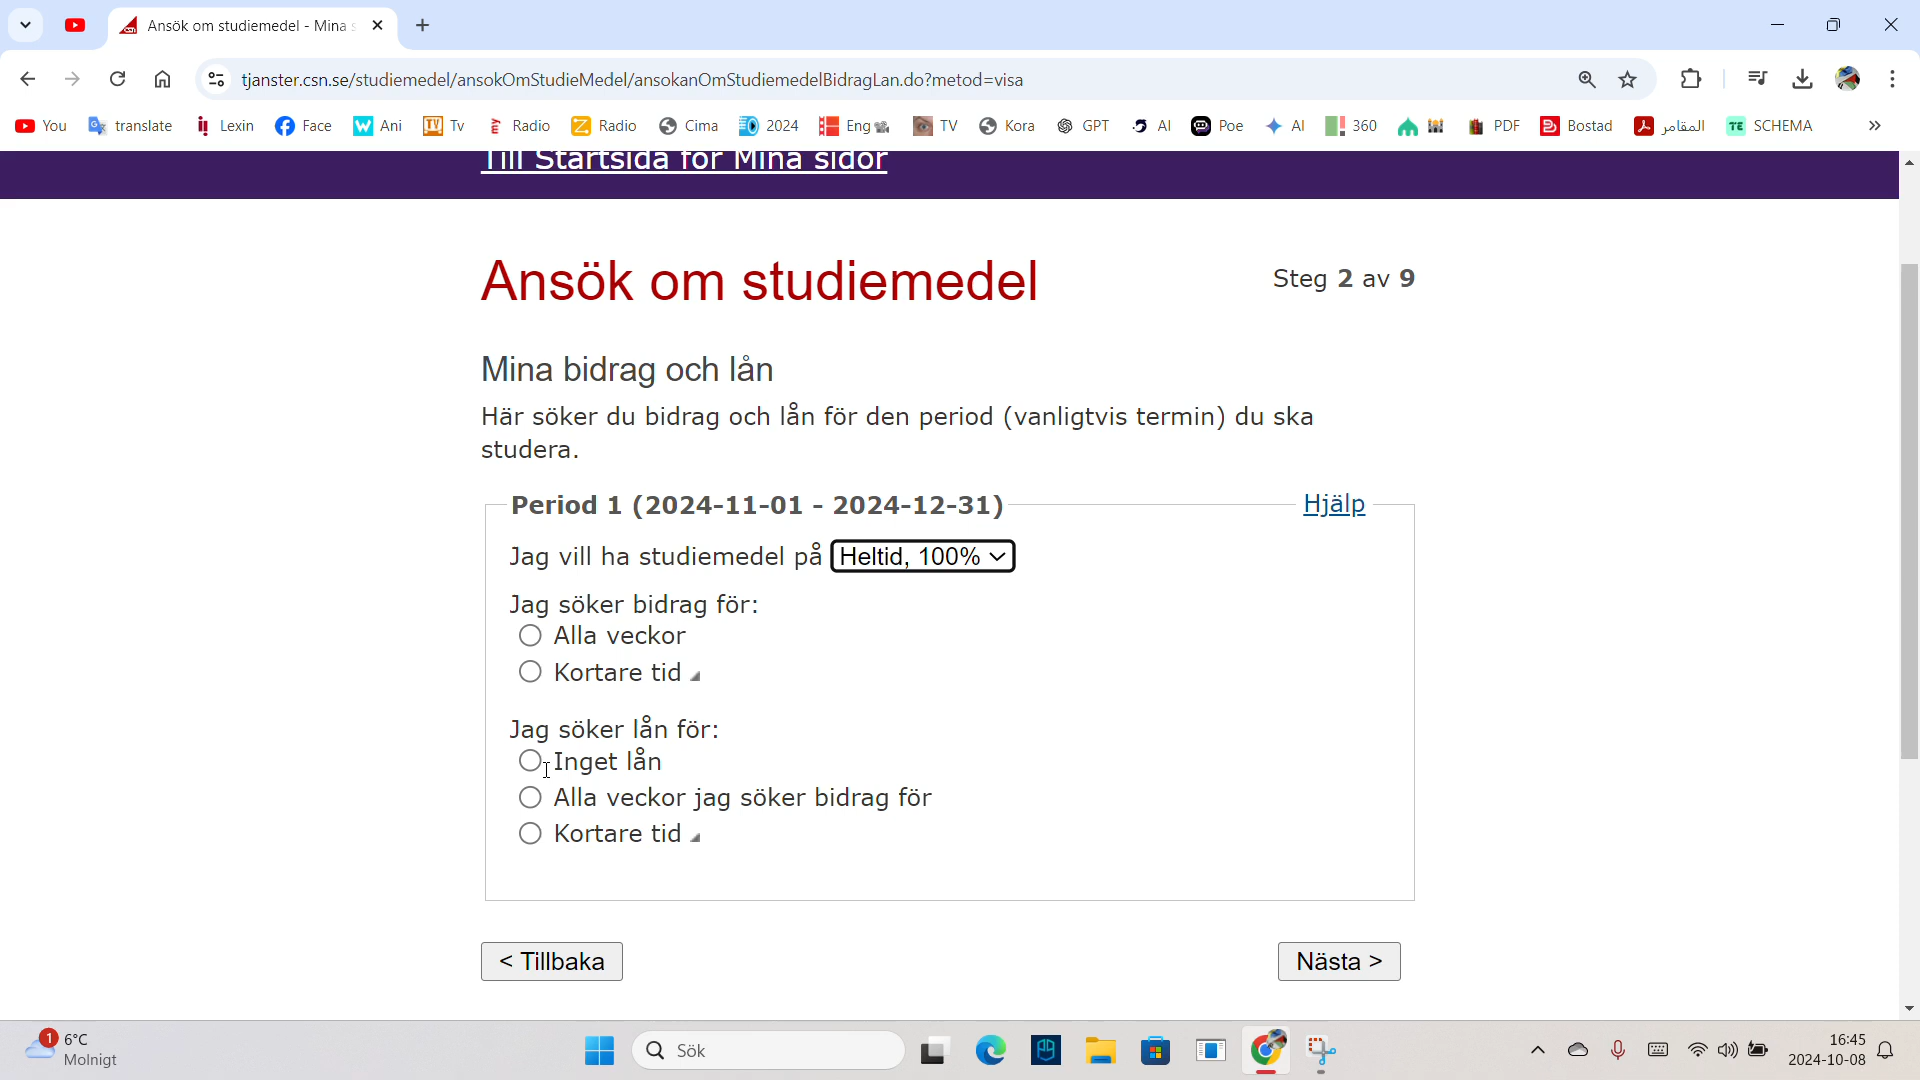 Ansök om studiemedel - Mina s
tjanster.csn.se/studiemedel/ansokOmStudieMedel/ansokanOmStudiemedelBidragLan.do?metod=visa
You translate Lexin Face Ani Tv Radio Radio Cima 2024 Eng TV Kora GPT AI Poe AI 360 PDF Bostad المقامر SCHEMA
Till Startsida för Mina sidor
Ansök om studiemedel
Steg 2 av 9
Mina bidrag och lån
Här söker du bidrag och lån för den period (vanligtvis termin) du ska
studera.
Period 1 (2024-11-01 - 2024-12-31)
Hjälp
Jag vill ha studiemedel på Heltid, 100%
Jag söker bidrag för:
Alla veckor
Kortare tid
Jag söker lån för:
Inget lån
Alla veckor jag söker bidrag för
Kortare tid
< Tillbaka
Nästa >
1
6°C
Molnigt
Sök
16:45
2024-10-08